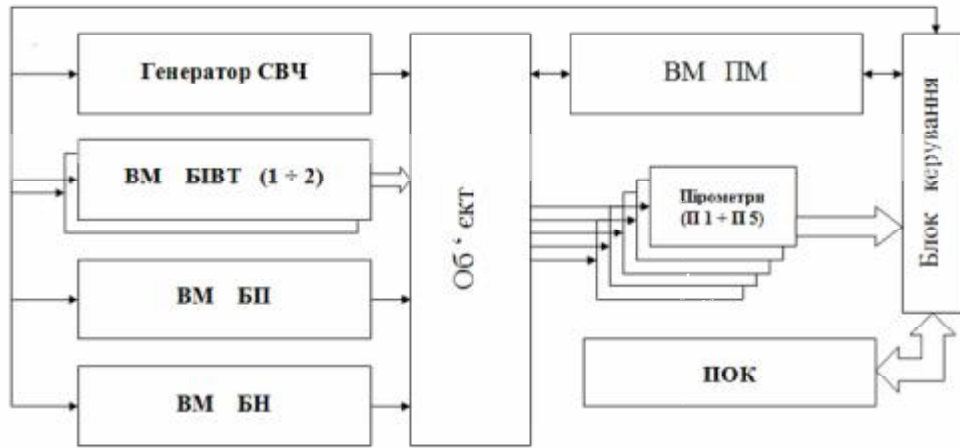 Генератор СВЧ
ВМ БІВТ (1 ÷ 2)
ВМ БП
ВМ БН
Об ‘ єкт
ВМ ПМ
Пірометри
(П 1 ÷ П 5)
ПОК
Блок керування